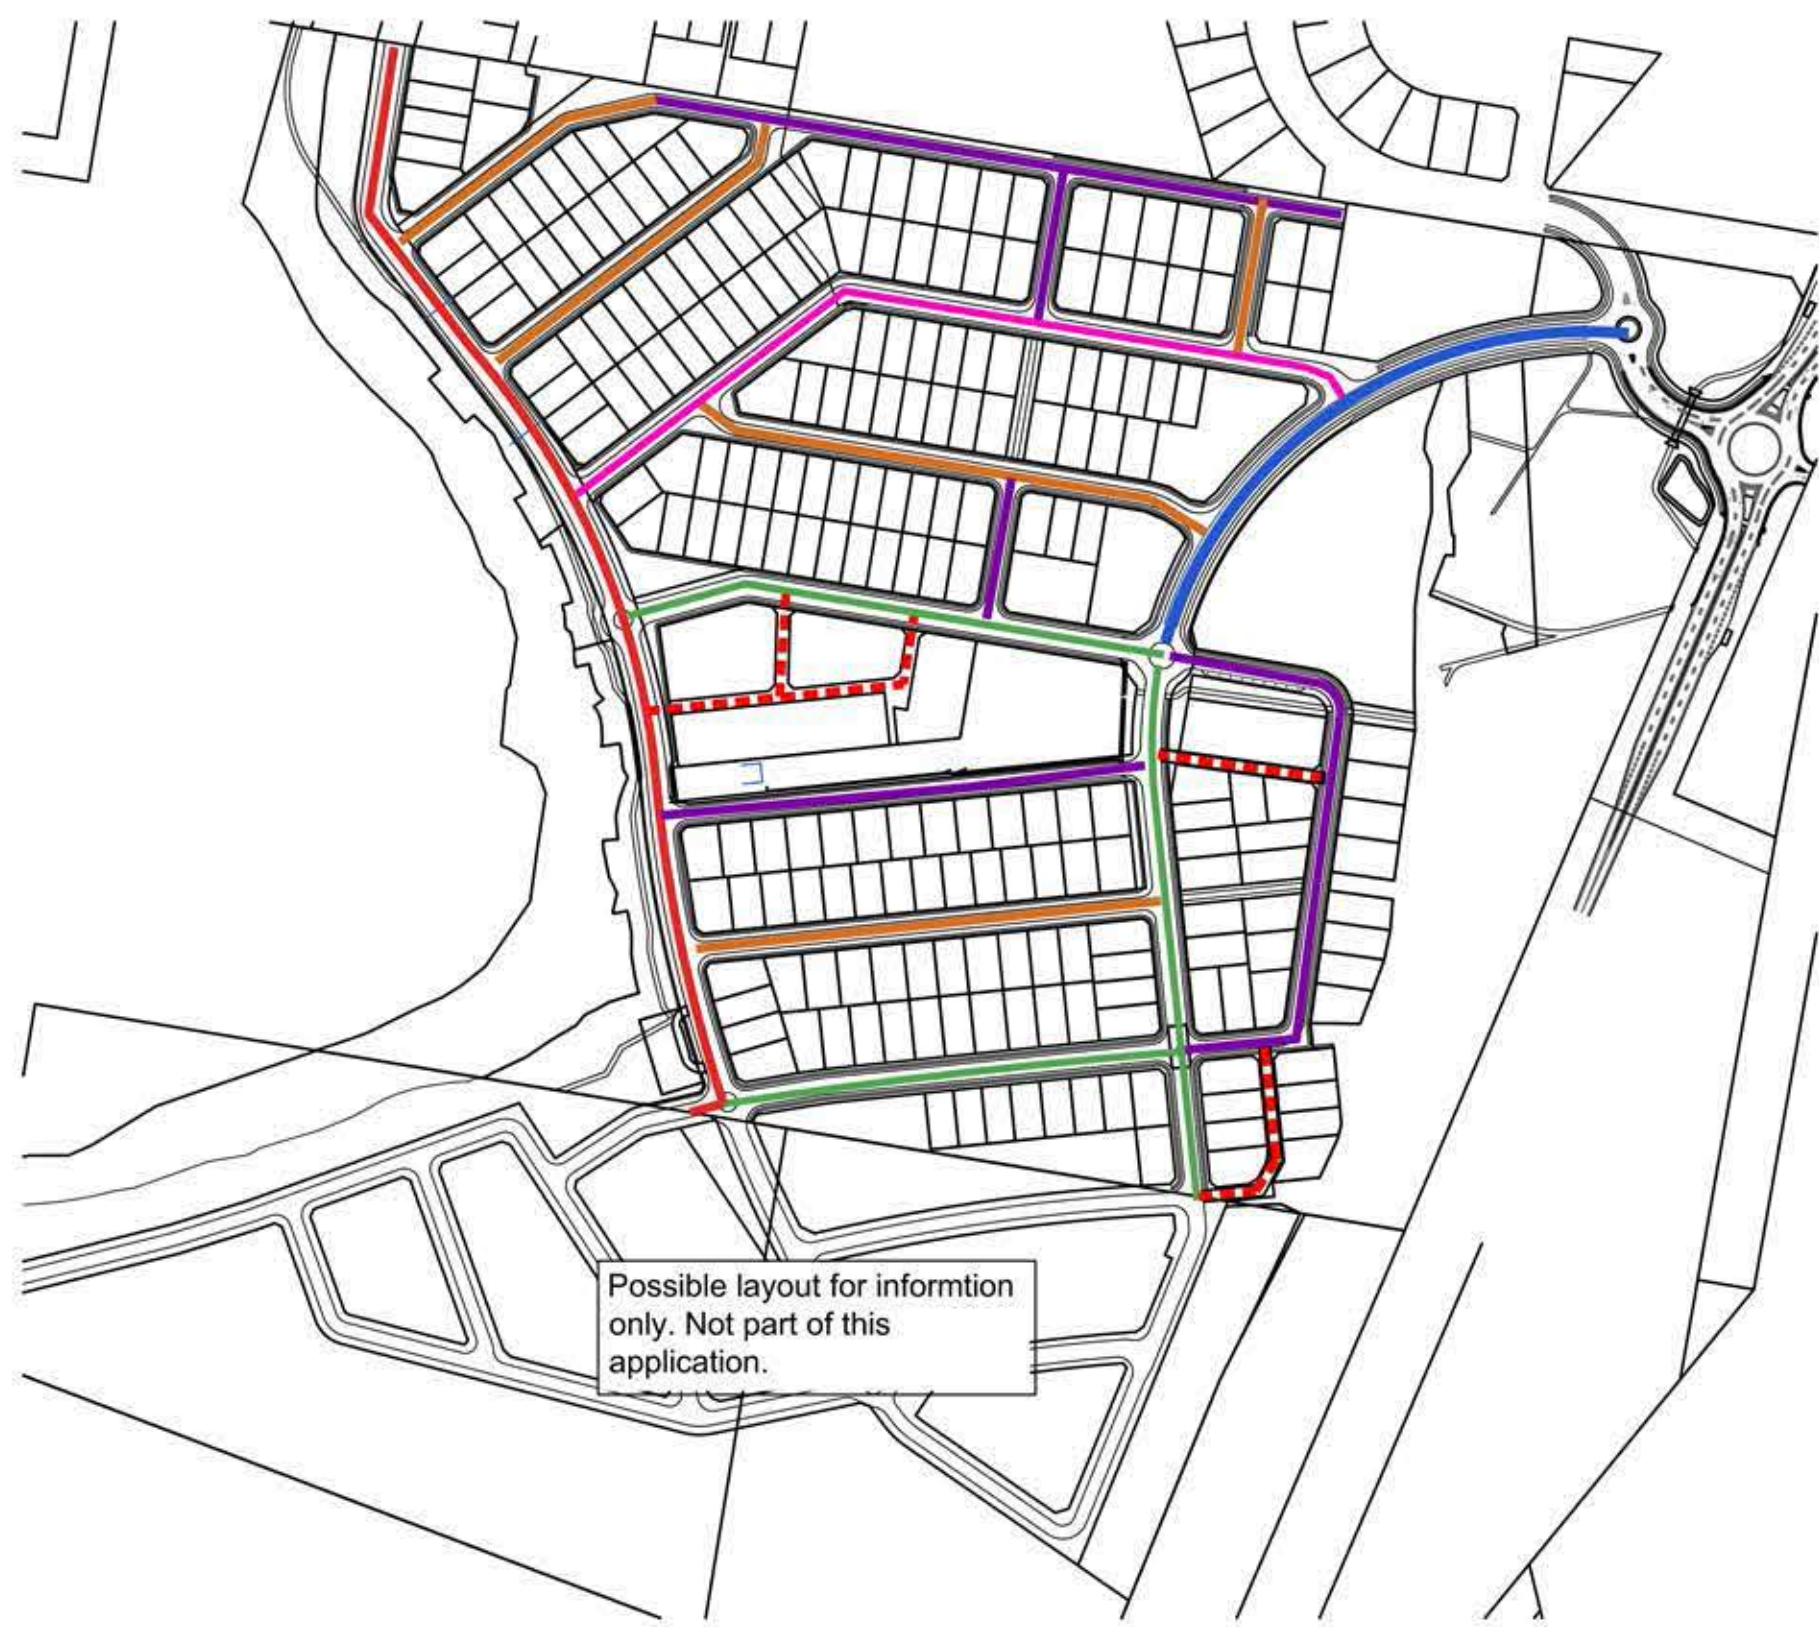 Possible layout for informtion
only. Not part of this
application.